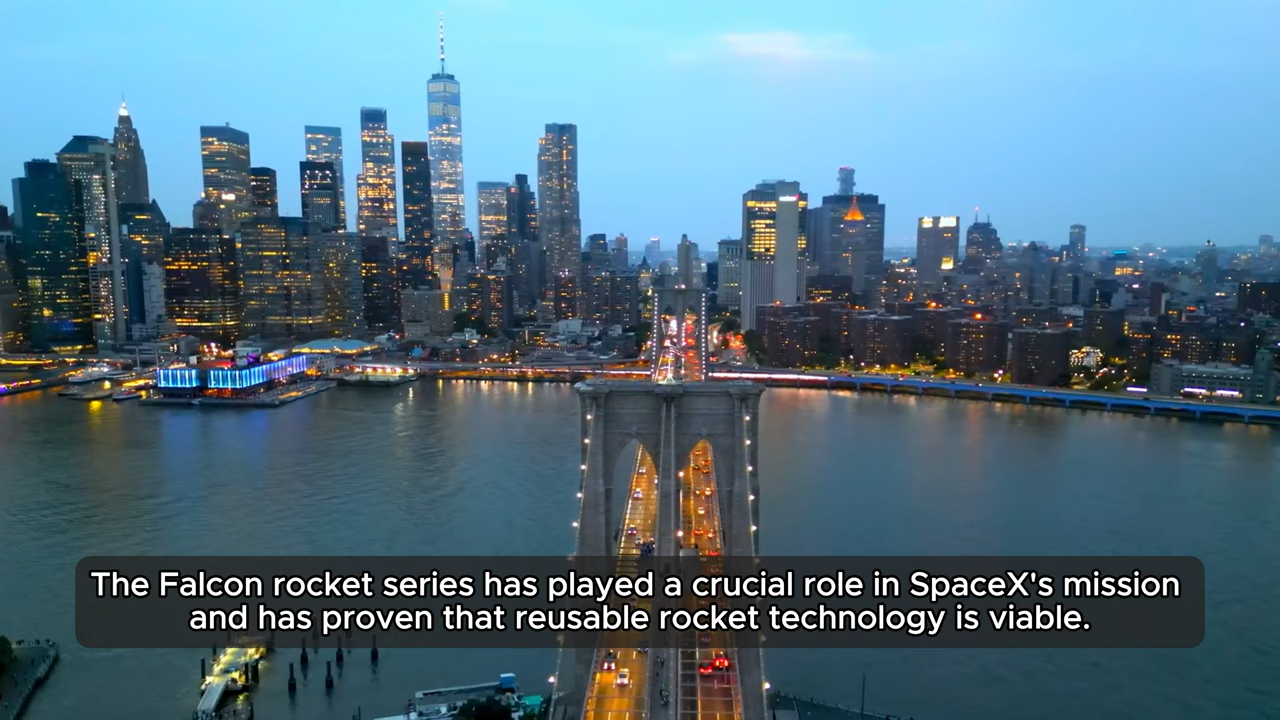 The Falcon rocket series has played a crucial role in SpaceX's mission
and has proven that reusable rocket technology is viable.